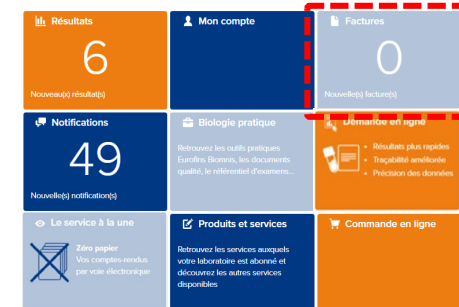 Résultats
6
Nouveau(x) résultat(s)
Mon compte
Factures
0
Nouvelle(s) facture(s)
Notifications
49
Nouvelle(s) notification(s)
Biologie pratique
Retrouvez les outils pratiques
Eurofins Biomnis, les documents
qualité, le référentiel d'examens...
Demande en ligne
• Résultats plus rapides
• Traçabilité améliorée
• Précision des données
Le service à la une
Zéro papier
Vos comptes-rendus
par voie électronique
Produits et services
Retrouvez les services auxquels
votre laboratoire est abonné et
découvrez les autres services
disponibles
Commande en ligne